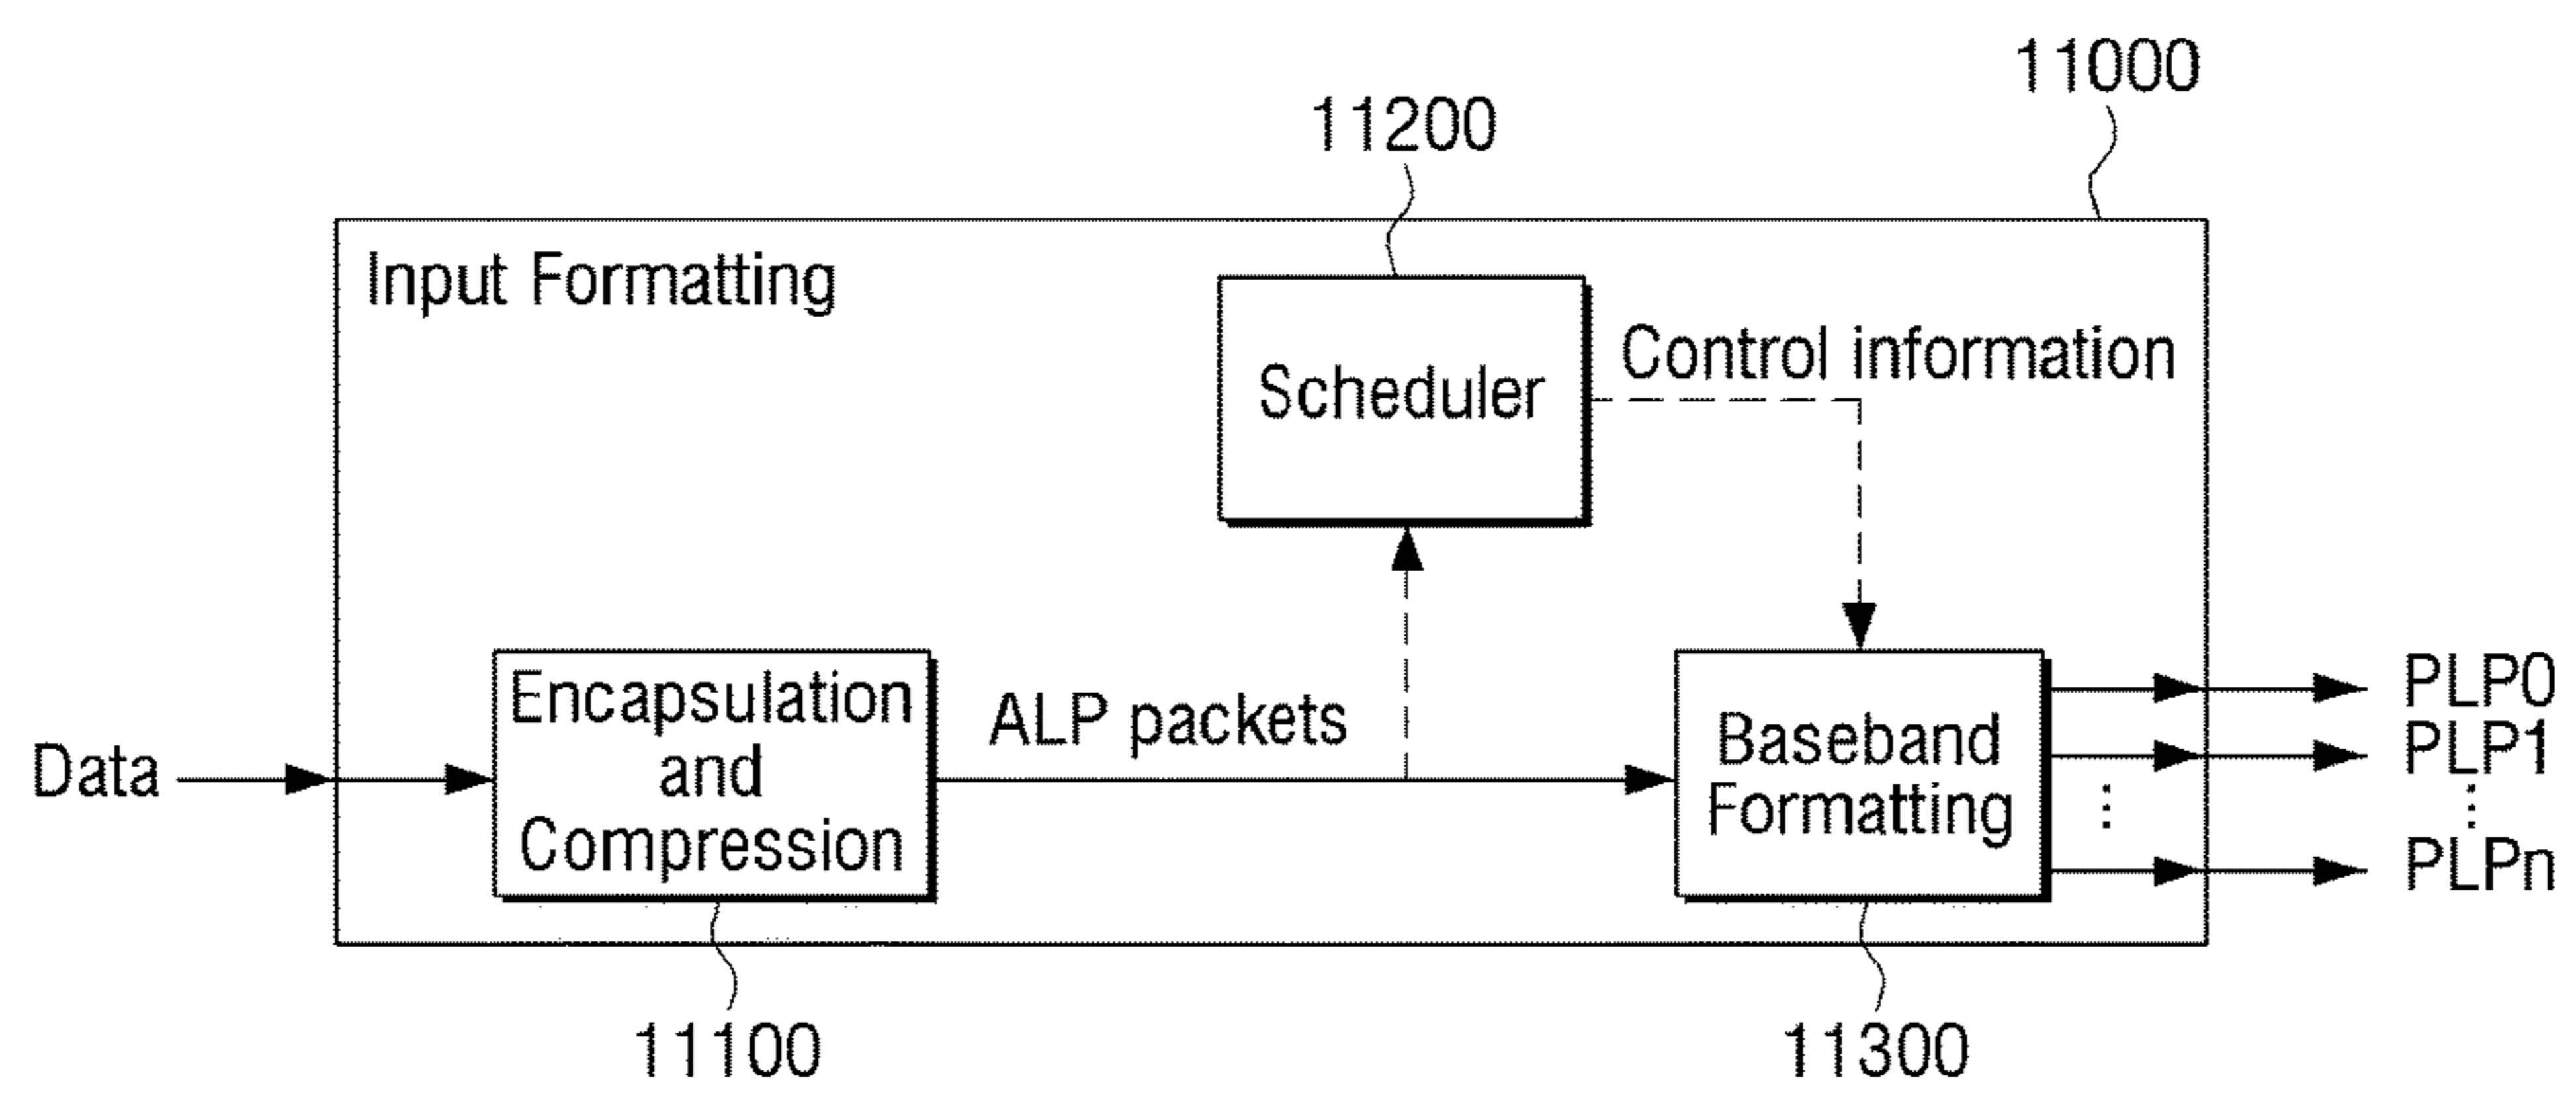 11000
11200
Input Formatting
Scheduler
Control information
Encapsulation
and
Compression
ALP packets
Data
Baseband
Formatting
PLP0
PLP1
PLPn
11100
11300